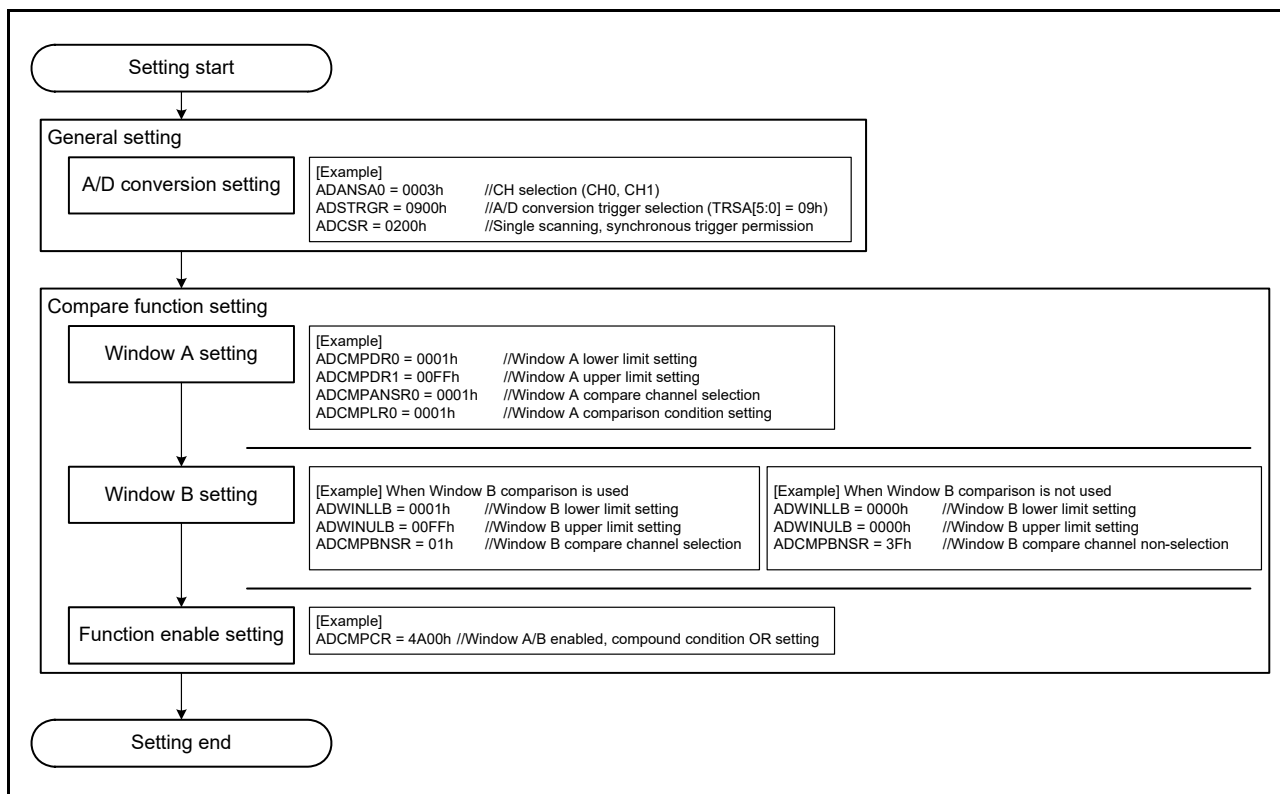 Setting start
General setting
A/D conversion setting
[Example]
ADANSA0 = 0003h //CH selection (CH0, CH1)
ADSTRGR = 0900h //A/D conversion trigger selection (TRSA[5:0] = 09h)
ADCSR = 0200h //Single scanning, synchronous trigger permission
Compare function setting
Window A setting
[Example]
ADCMPDR0 = 0001h //Window A lower limit setting
ADCMPDR1 = 00FFh //Window A upper limit setting
ADCMPANSR0 = 0001h //Window A compare channel selection
ADCMPLR0 = 0001h //Window A comparison condition setting
Window B setting
[Example] When Window B comparison is used
ADWINLLB = 0001h //Window B lower limit setting
ADWINULB = 00FFh //Window B upper limit setting
ADCMPBNSR = 01h //Window B compare channel selection
[Example] When Window B comparison is not used
ADWINLLB = 0000h //Window B lower limit setting
ADWINULB = 0000h //Window B upper limit setting
ADCMPBNSR = 3Fh //Window B compare channel non-selection
Function enable setting
[Example]
ADCMPCR = 4A00h //Window A/B enabled, compound condition OR setting
Setting end